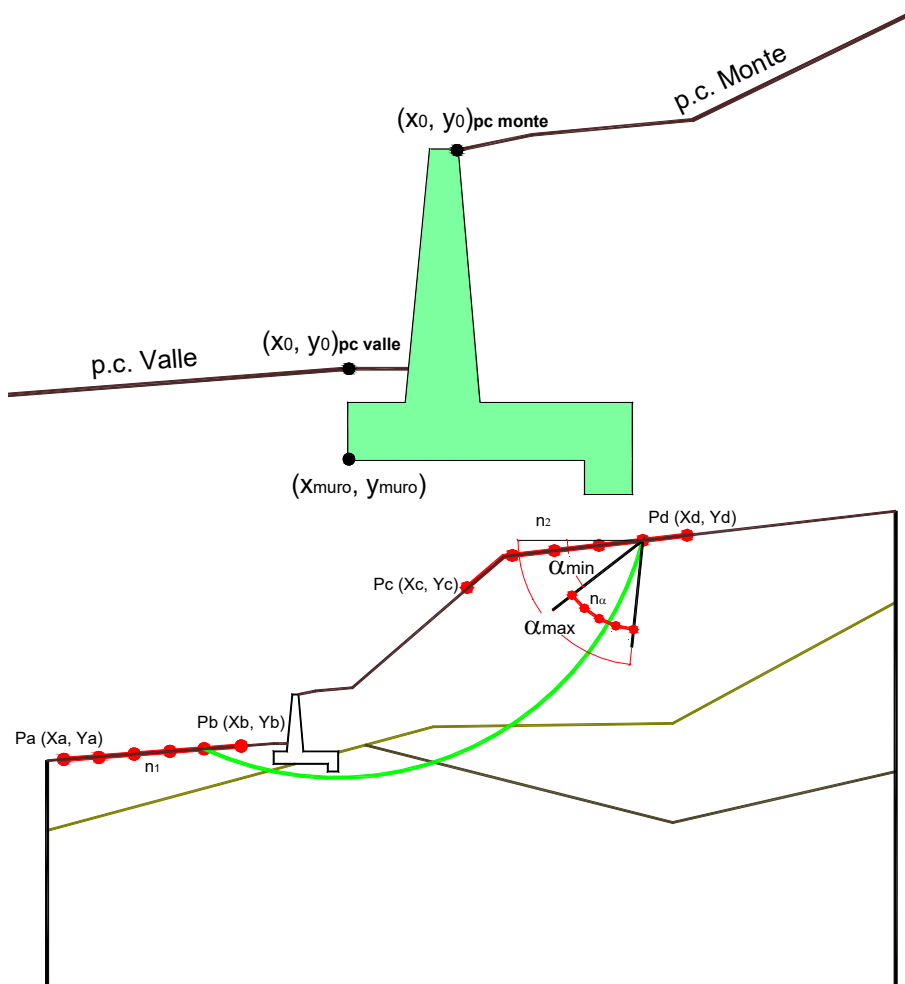 p.c. Monte
(x0, y0)pc monte
(x0, y0)pc valle
p.c. Valle
(xmuro, ymuro)
n2
Pd (Xd, Yd)
αmin
Pc (Xc, Yc)
nα
αmax
Pb (Xb, Yb)
Pa (Xa, Ya)
n1